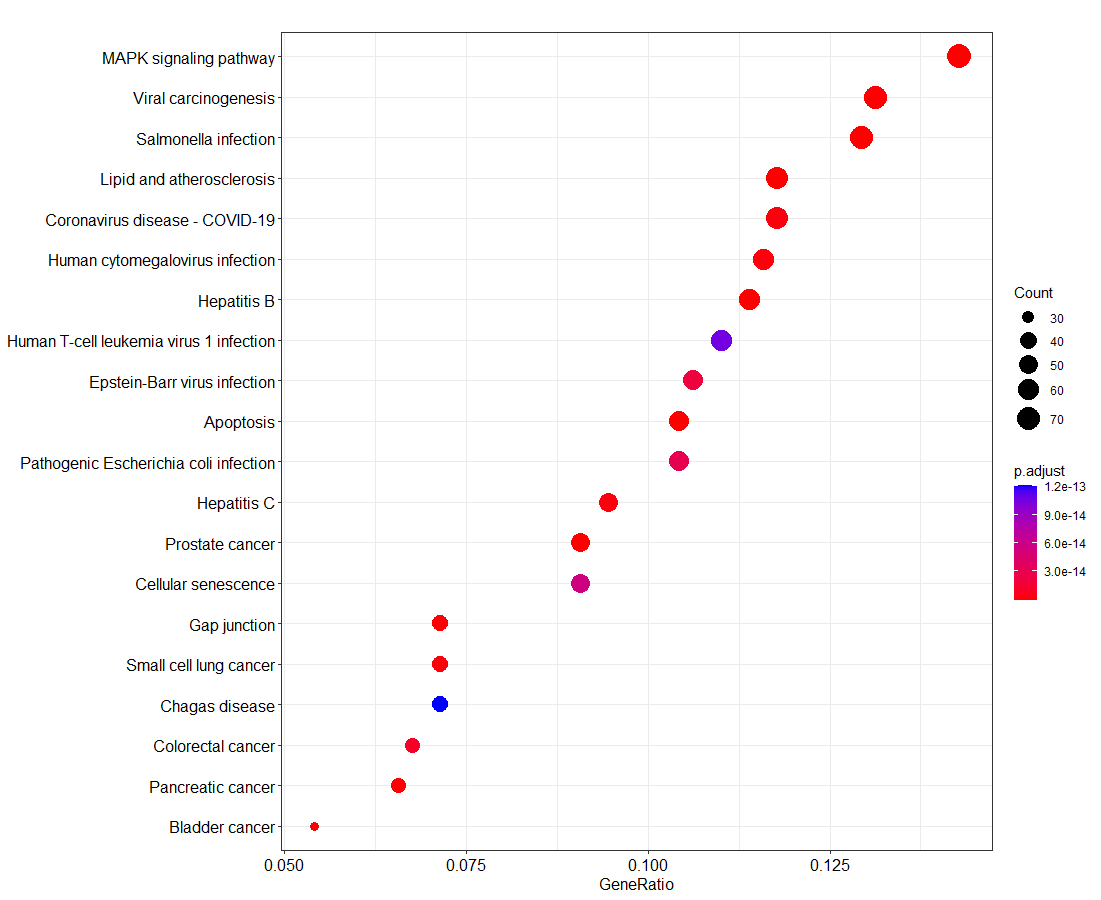 MAPK signaling pathway
Viral carcinogenesis
Salmonella infection
Lipid and atherosclerosis
Coronavirus disease - COVID-19
Human cytomegalovirus infection
Hepatitis B
Human T-cell leukemia virus 1 infection
Epstein-Barr virus infection
Apoptosis
Pathogenic Escherichia coli infection
Hepatitis C
Prostate cancer
Cellular senescence
Gap junction
Small cell lung cancer
Chagas disease
Colorectal cancer
Pancreatic cancer
Bladder cancer
0.050 0.075 0.100 0.125
GeneRatio
Count
30
40
50
60
70
p.adjust
1.2e-13
9.0e-14
6.0e-14
3.0e-14